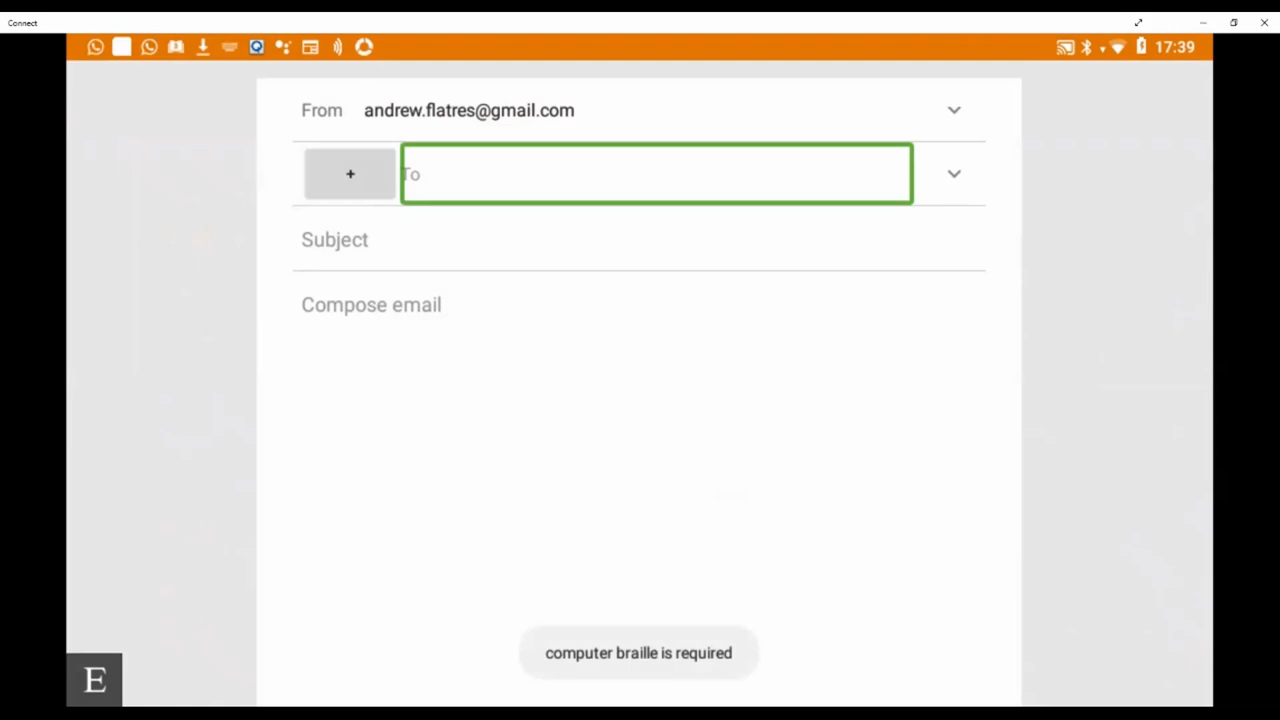 Connect
17:39
From andrew.flatres@gmail.com
+ To
Subject
Compose email
computer braille is required
E